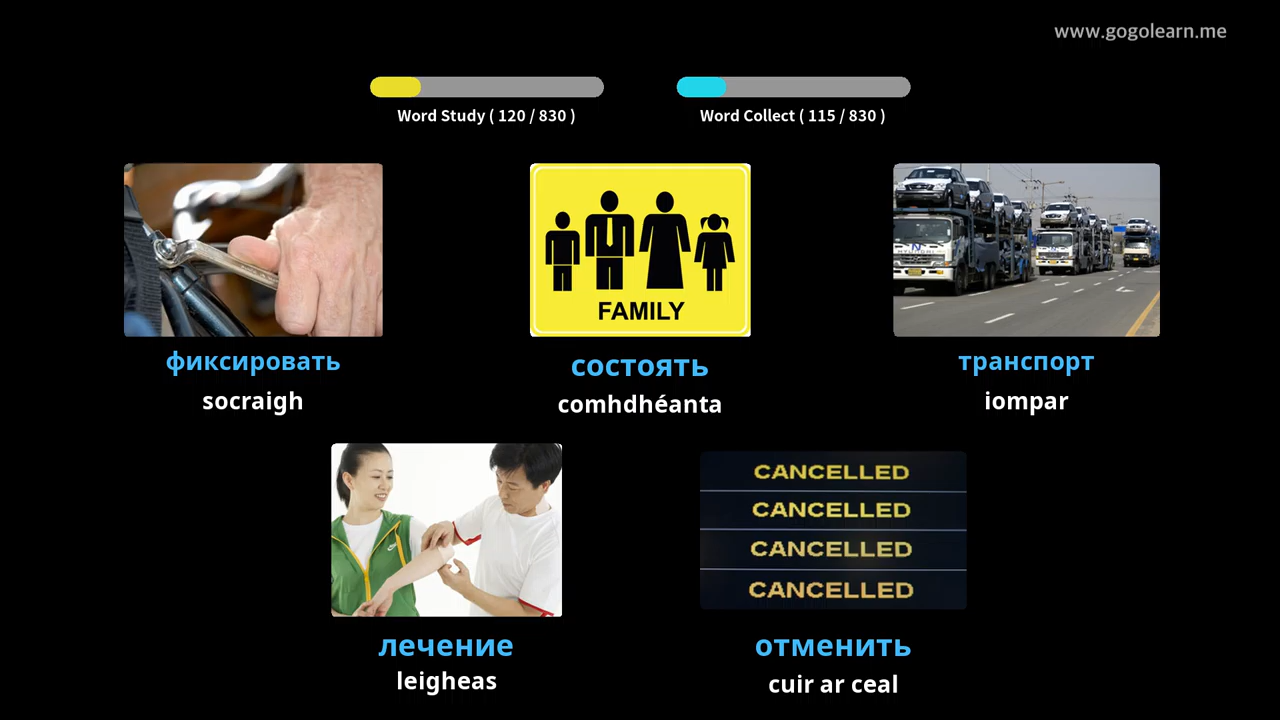 www.gogolearn.me
Word Study ( 120 / 830 )
Word Collect ( 115 / 830 )
FAMILY
фиксировать
socraigh
состоять
comhdhéanta
транспорт
iompar
CANCELLED
CANCELLED
CANCELLED
CANCELLED
лечение
leigheas
отменить
cuir ar ceal